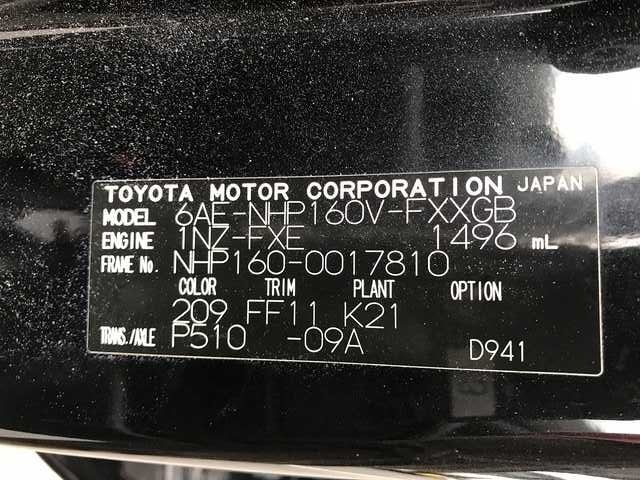 TOYOTA MOTOR CORPORATION JAPAN
MODEL 6AE-NHP160V-FXXGB
ENGINE 1NZ-FXE 1496 mL
FRAME No. NHP160-0017810
COLOR TRIM PLANT OPTION
209 FF11 K21
TRANS./AXLE P510 -09A D941